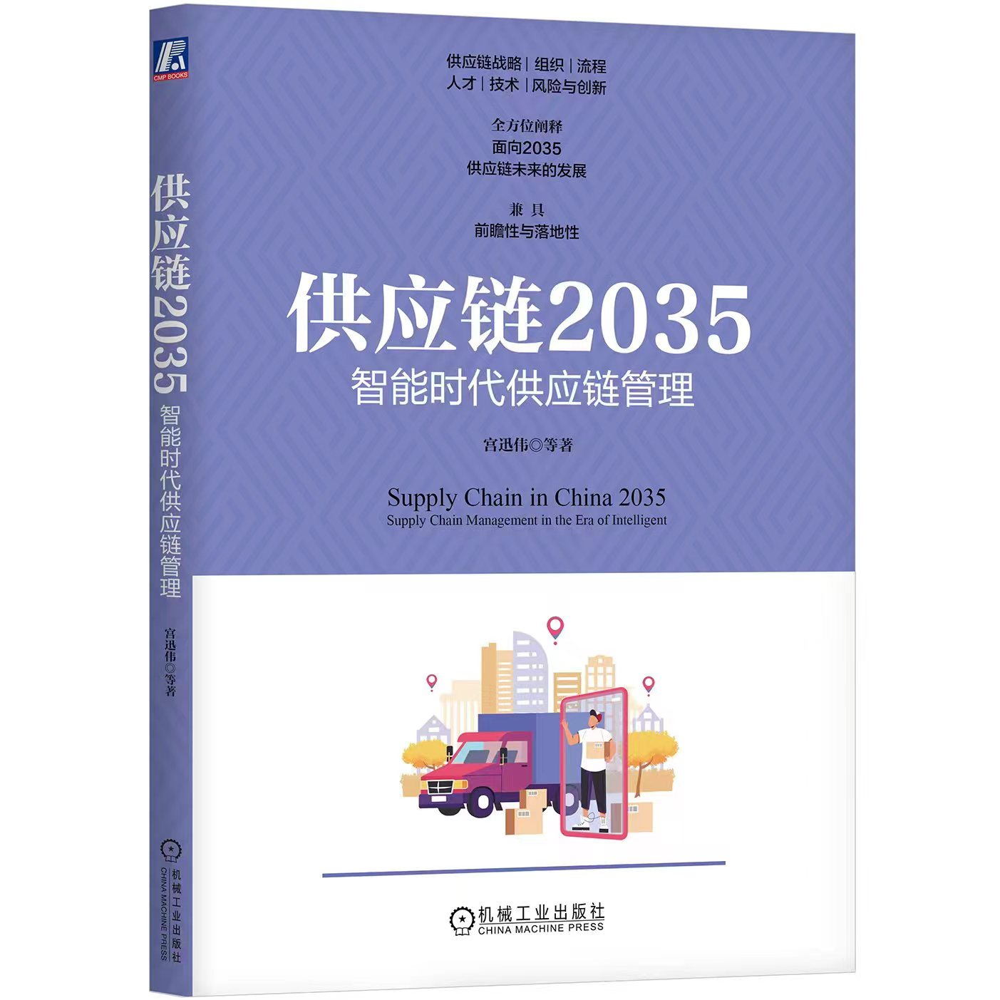 CMP BOOKS
供应链2035 智能时代供应链管理
宫迅伟◎等著
机械工业出版社
CHINA MACHINE PRESS
供应链战略| 组织 | 流程
人才 | 技术 | 风险与创新
全方位阐释
面向2035
供应链未来的发展
兼 具
前瞻性与落地性
供应链2035
智能时代供应链管理
宫迅伟◎等著
Supply Chain in China 2035
Supply Chain Management in the Era of Intelligent
机械工业出版社
CHINA MACHINE PRESS